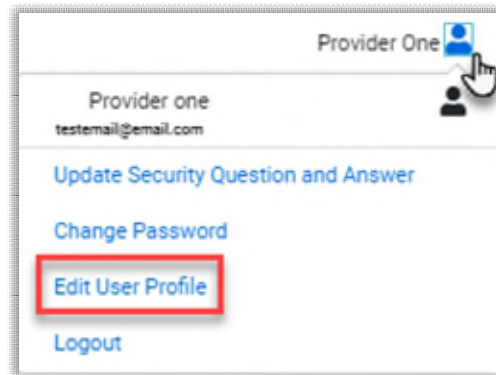 Provider One
Provider one
testemail@email.com
Update Security Question and Answer
Change Password
Edit User Profile
Logout